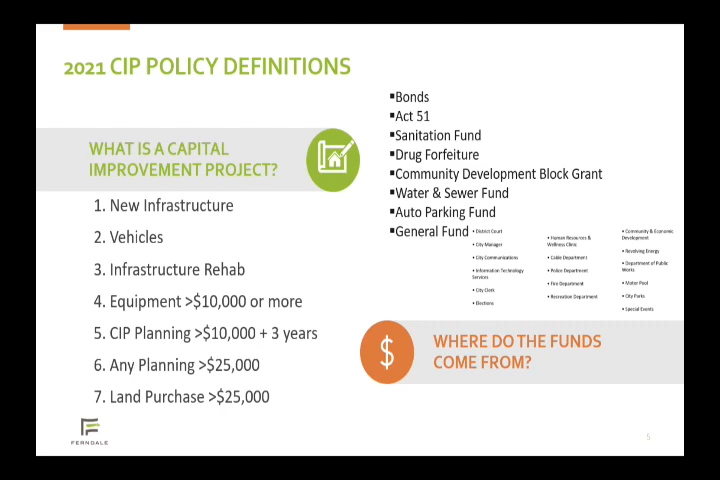 2021 CIP POLICY DEFINITIONS
WHAT IS A CAPITAL
IMPROVEMENT PROJECT?
1. New Infrastructure
2. Vehicles
3. Infrastructure Rehab
4. Equipment >$10,000 or more
5. CIP Planning >$10,000 + 3 years
6. Any Planning >$25,000
7. Land Purchase >$25,000
▪Bonds
▪Act 51
▪Sanitation Fund
▪Drug Forfeiture
▪Community Development Block Grant
▪Water & Sewer Fund
▪Auto Parking Fund
▪General Fund
• District Court
• City Manager
• City Communications
• Information Technology
Services
• City Clerk
• Elections
• Human Resources &
Wellness Clinic
• Cable Department
• Police Department
• Fire Department
• Recreation Department
• Community & Economic
Development
• Revolving Energy
• Department of Public
Works
• Motor Pool
• City Parks
• Special Events
$
WHERE DO THE FUNDS
COME FROM?
FERNDALE
5